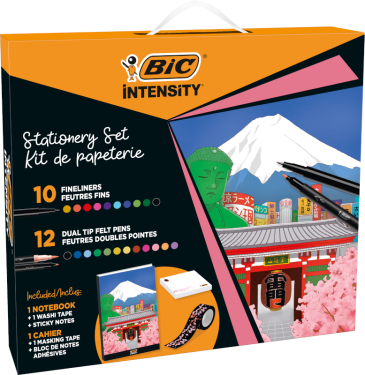 BiC
iNTENSiTY
Stationery Set
Kit de papeterie
10 FINELINERS
FEUTRES FINS
12 DUAL TIP FELT PENS
FEUTRES DOUBLES POINTES
Included/Inclus:
1 NOTEBOOK
+ 1 WASHI TAPE
+ STICKY NOTES
1 CAHIER
+ 1 MASKING TAPE
+ BLOC DE NOTES
ADHÉSIVES